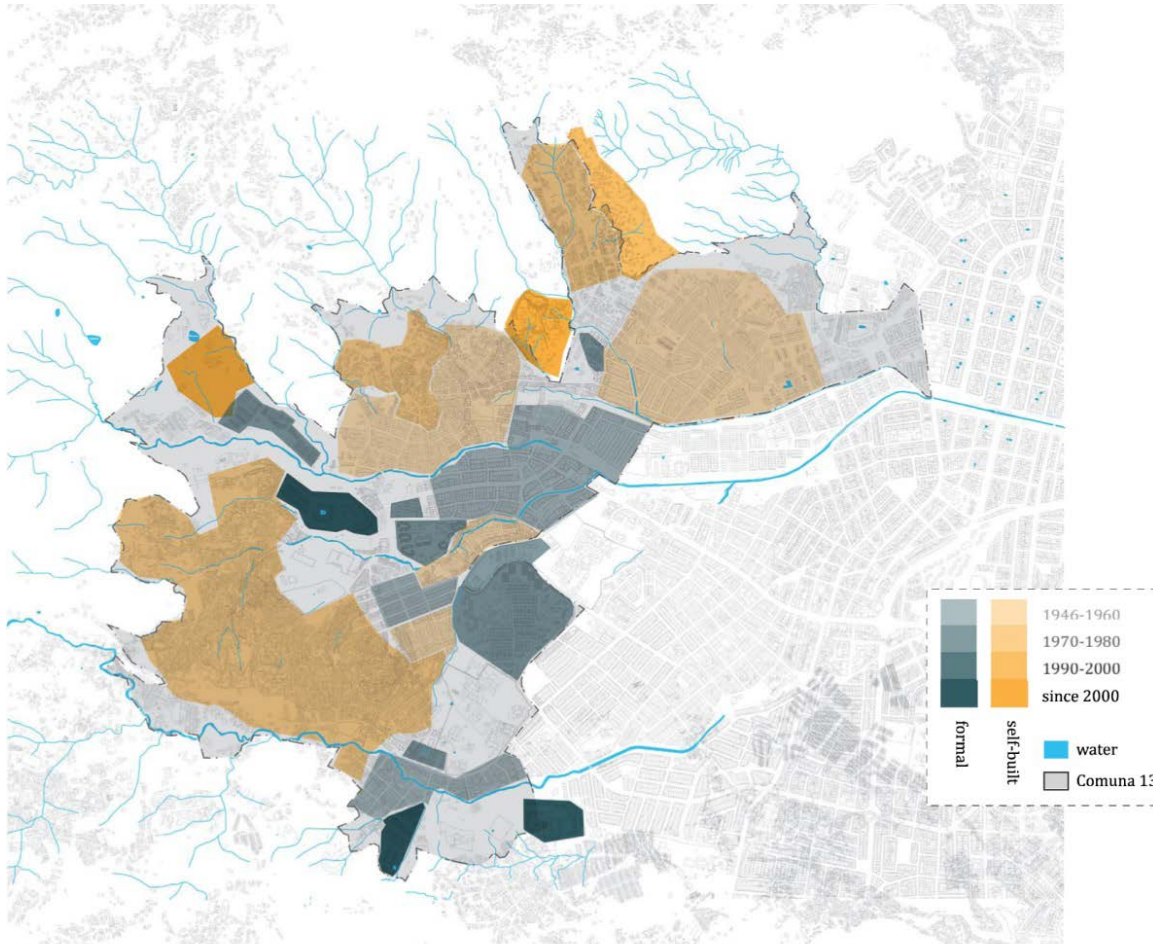 1946-1960
1970-1980
1990-2000
since 2000
formal
self-built
water
Comuna 13